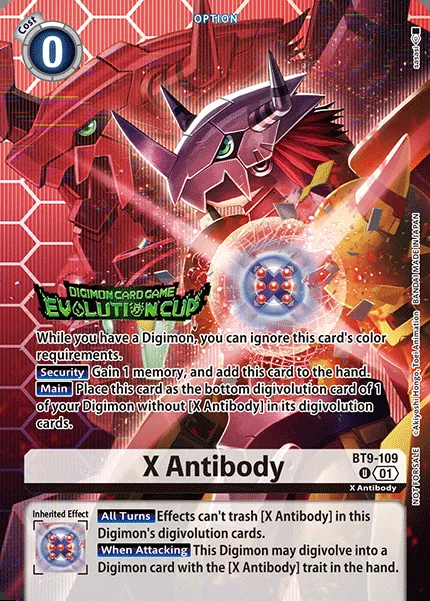 OPTION
Cost
0
sasasi
DIGIMON CARD GAME
EVOLUTION CUP
While you have a Digimon, you can ignore this card's color
requirements.
Security Gain 1 memory, and add this card to the hand.
Main Place this card as the bottom digivolution card of 1
of your Digimon without [X Antibody] in its digivolution
cards.
X Antibody
BT9-109
U 01
X Antibody
NOT FOR SALE ©Akiyoshi Hongo, Toei Animation BANDAI MADE IN JAPAN
Inherited Effect
All Turns Effects can't trash [X Antibody] in this
Digimon's digivolution cards.
When Attacking This Digimon may digivolve into a
Digimon card with the [X Antibody] trait in the hand.